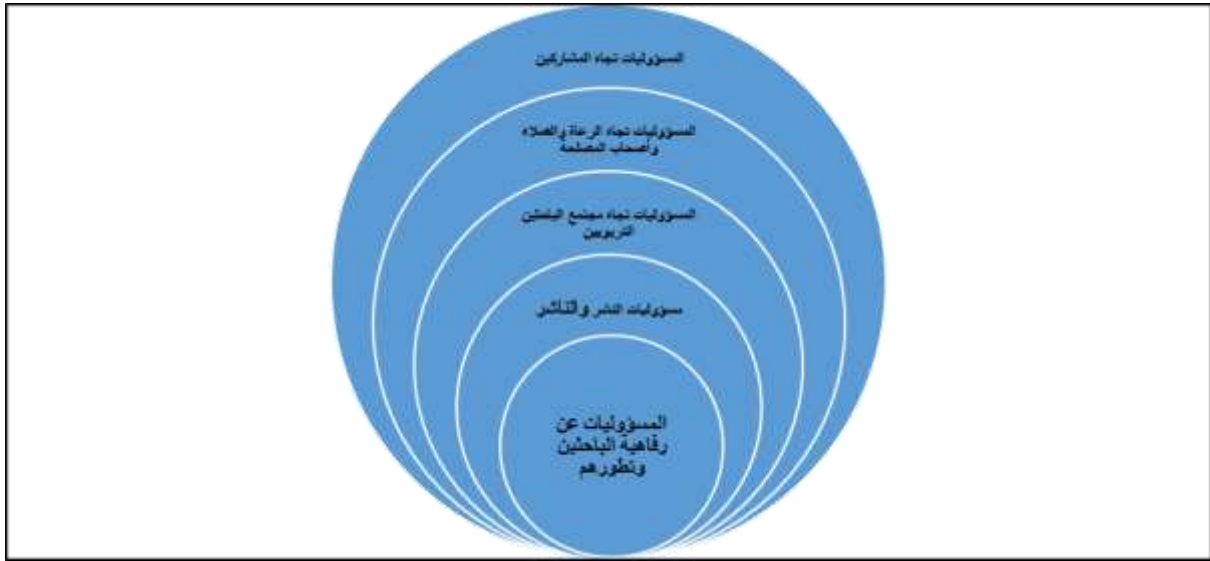 المسؤوليات تجاه المشاركين
المسؤوليات تجاه الرعاة والعملاء
وأصحاب المصلحة
المسؤوليات تجاه مجتمع الباحثين
التربويين
مسؤوليات النشر والناشر
المسؤوليات عن
رفاهية الباحثين
وتطورهم